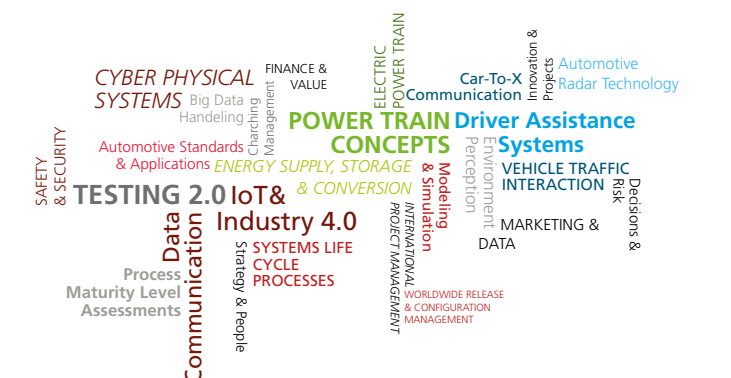 CYBER PHYSICAL
SYSTEMS
Big Data
Handeling
Charching
Management
FINANCE &
VALUE
ELECTRIC
POWER TRAIN
Car-To-X
Communication
Innovation &
Projects
Automotive
Radar Technology
POWER TRAIN
CONCEPTS
Driver Assistance
Systems
SAFETY
& SECURITY
Automotive Standards
& Applications
ENERGY SUPPLY, STORAGE
& CONVERSION
Modeling
& Simulation
Environment
Perception
VEHICLE TRAFFIC
INTERACTION
Decisions &
Risk
TESTING 2.0
IoT&
Industry 4.0
Data
Communication
MARKETING &
DATA
INTERNATIONAL
PROJECT MANAGEMENT
Strategy & People
SYSTEMS LIFE
CYCLE
PROCESSES
Process
Maturity Level
Assessments
WORLDWIDE RELEASE
& CONFIGURATION
MANAGEMENT